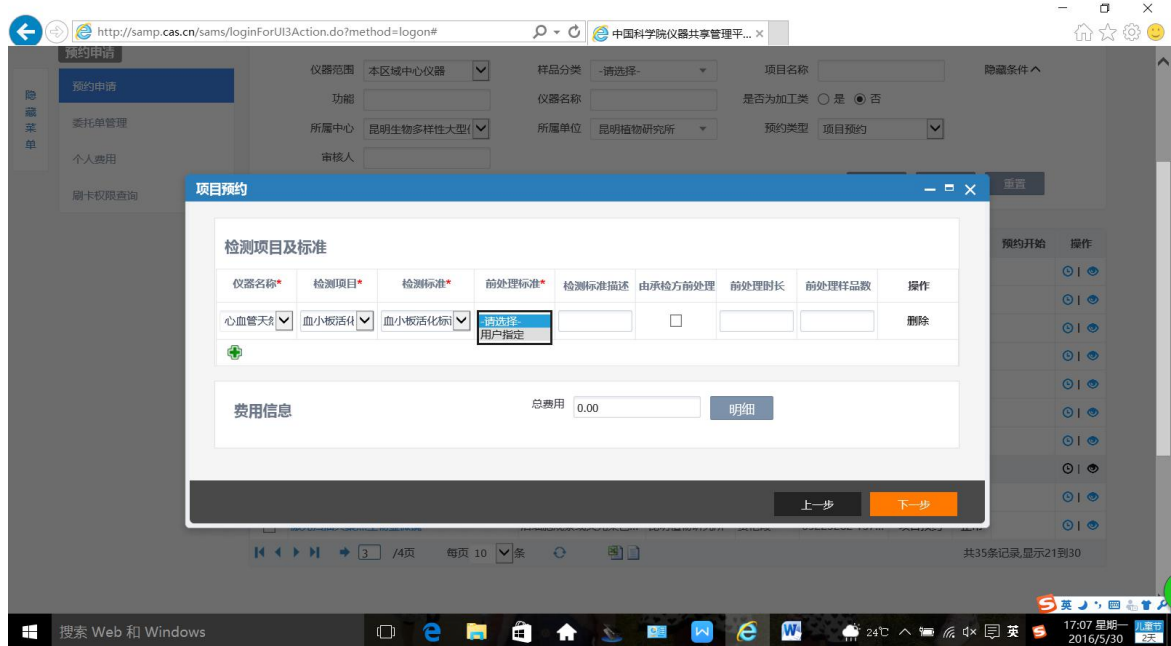 http://samp.cas.cn/sams/loginForUI3Action.do?method=logon#
中国科学院仪器共享管理平... ×
预约申请
隐藏菜单
预约申请
委托单管理
个人费用
刷卡权限查询
仪器范围 本区域中心仪器 样品分类 -请选择- 项目名称 隐藏条件
功能 仪器名称 是否为加工类 是 否
所属中心 昆明生物多样性大型( 所属单位 昆明植物研究所 预约类型 项目预约
审核人
重置
项目预约
预约开始 操作
检测项目及标准
仪器名称* 检测项目* 检测标准* 前处理标准* 检测标准描述 由承检方前处理 前处理时长 前处理样品数 操作
血小板活化标 -请选择- 删除
用户指定
费用信息 总费用 0.00 明细
上一步 下一步
3 /4页 每页 10 条 共35条记录,显示21到30
英
搜索 Web 和 Windows
24℃ 英 17:07 星期一 儿童节
2016/5/30 2天